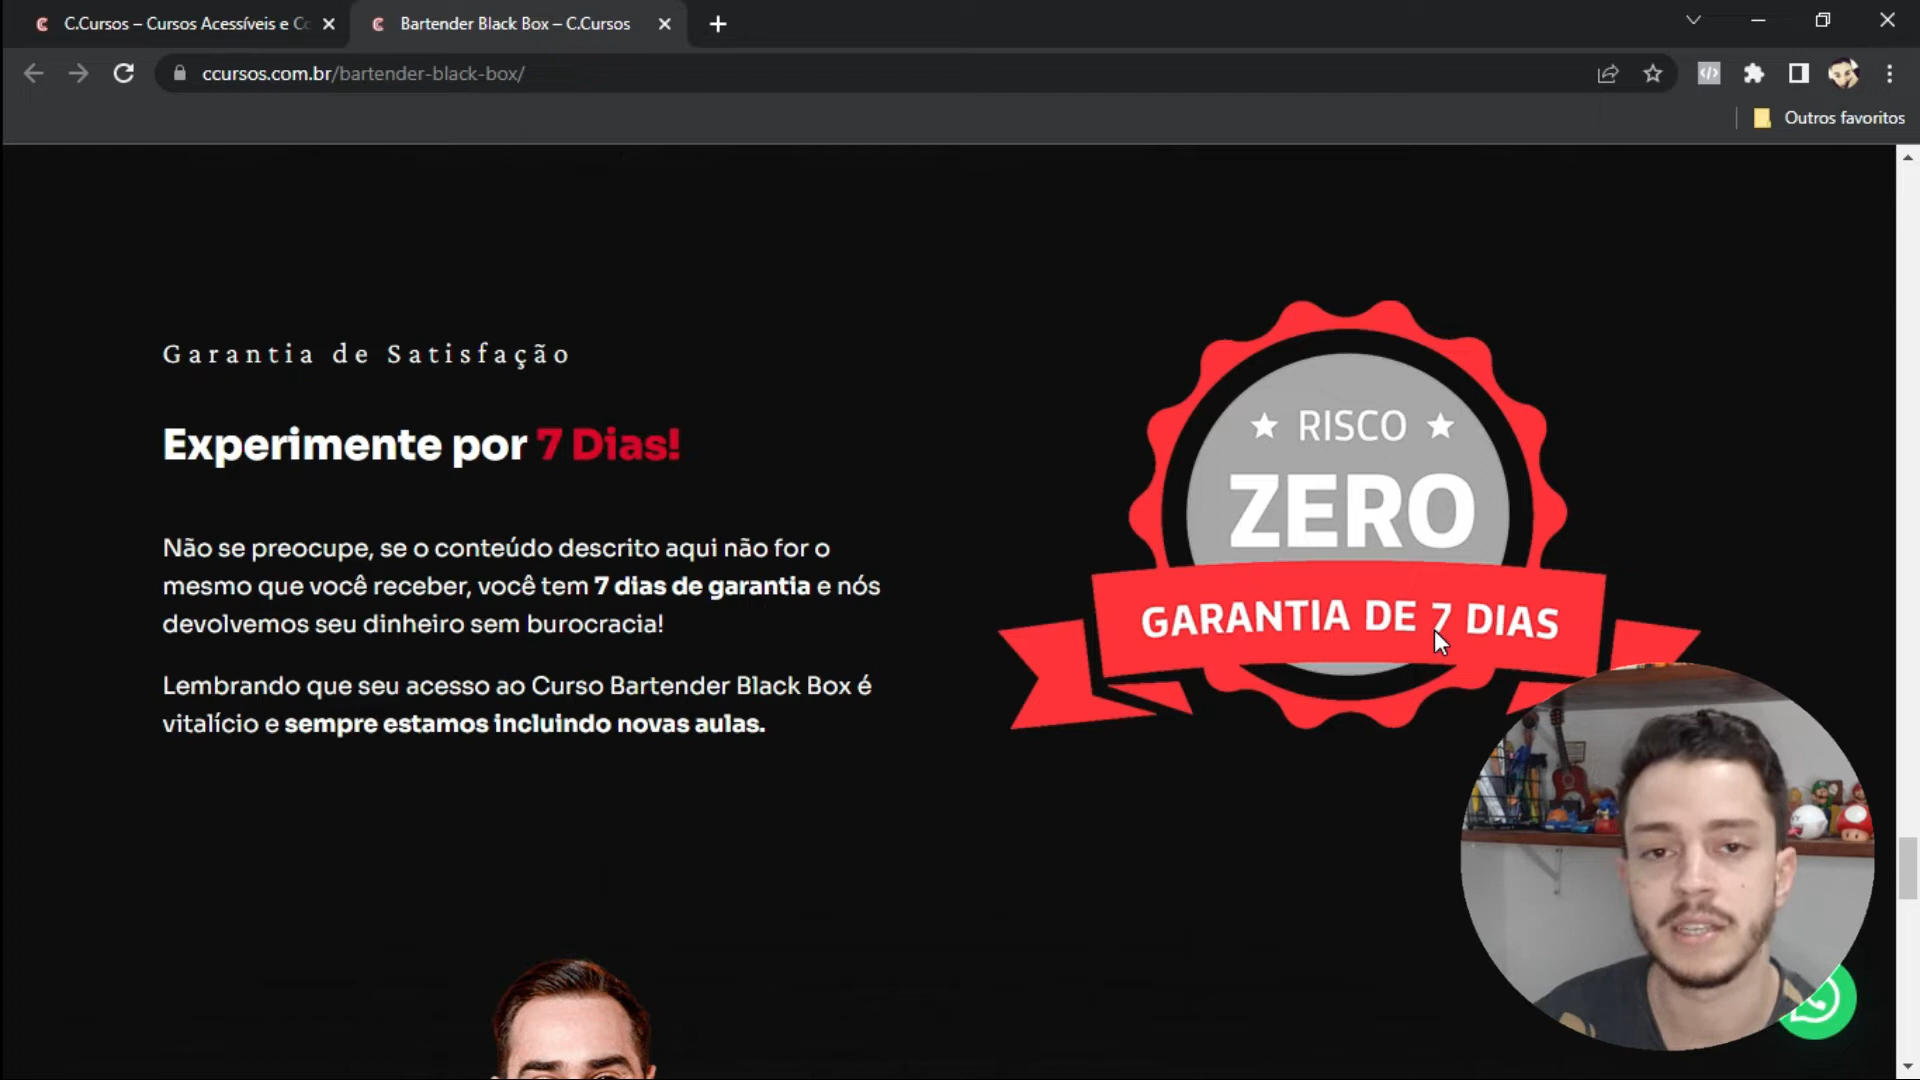 C.Cursos – Cursos Acessíveis e Co
Bartender Black Box – C.Cursos
ccursos.com.br/bartender-black-box/
Outros favoritos
Garantia de Satisfação
Experimente por 7 Dias!
Não se preocupe, se o conteúdo descrito aqui não for o
mesmo que você receber, você tem 7 dias de garantia e nós
devolvemos seu dinheiro sem burocracia!
Lembrando que seu acesso ao Curso Bartender Black Box é
vitalício e sempre estamos incluindo novas aulas.
RISCO
ZERO
GARANTIA DE 7 DIAS